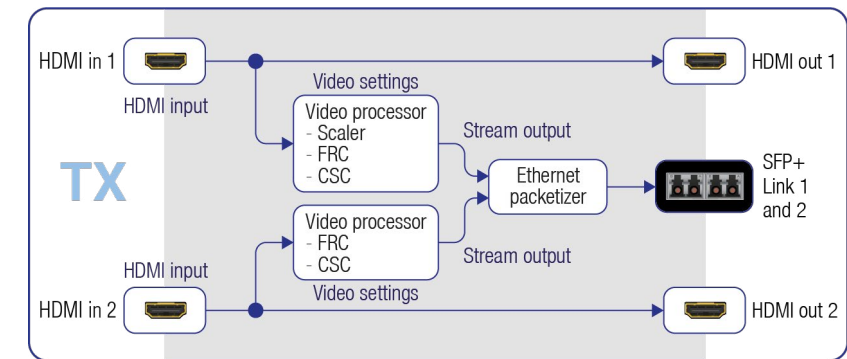 HDMI in 1
HDMI out 1
HDMI input
Video settings
Video processor
- Scaler
- FRC
- CSC
Stream output
TX
Ethernet
packetizer
SFP+
Link 1
and 2
Video processor
- FRC
- CSC
Stream output
HDMI input
Video settings
HDMI in 2
HDMI out 2